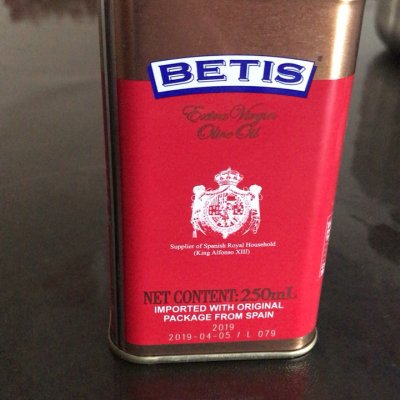 BETIS
Extra Virgin
Olive Oil
Supplier of Spanish Royal Household
(King Alfonso XIII)
NET CONTENT: 250mL
IMPORTED WITH ORIGINAL
PACKAGE FROM SPAIN
2019
2019-04-05 / L 079